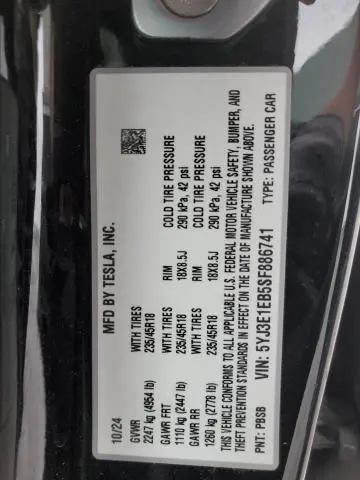 MFD BY TESLA, INC.
10/24
GVWR
2247 kg (4954 lb)
GAWR FRT WITH TIRES RIM COLD TIRE PRESSURE
1110 kg (2447 lb) 235/45R18 18X8.5J 290 kPa, 42 psi
GAWR RR WITH TIRES RIM COLD TIRE PRESSURE
1260 kg (2778 lb) 235/45R18 18X8.5J 290 kPa, 42 psi
THIS VEHICLE CONFORMS TO ALL APPLICABLE U.S. FEDERAL MOTOR VEHICLE SAFETY, BUMPER, AND
THEFT PREVENTION STANDARDS IN EFFECT ON THE DATE OF MANUFACTURE SHOWN ABOVE.
PNT: PBSB VIN: 5YJ3E1EB5SF886741 TYPE: PASSENGER CAR